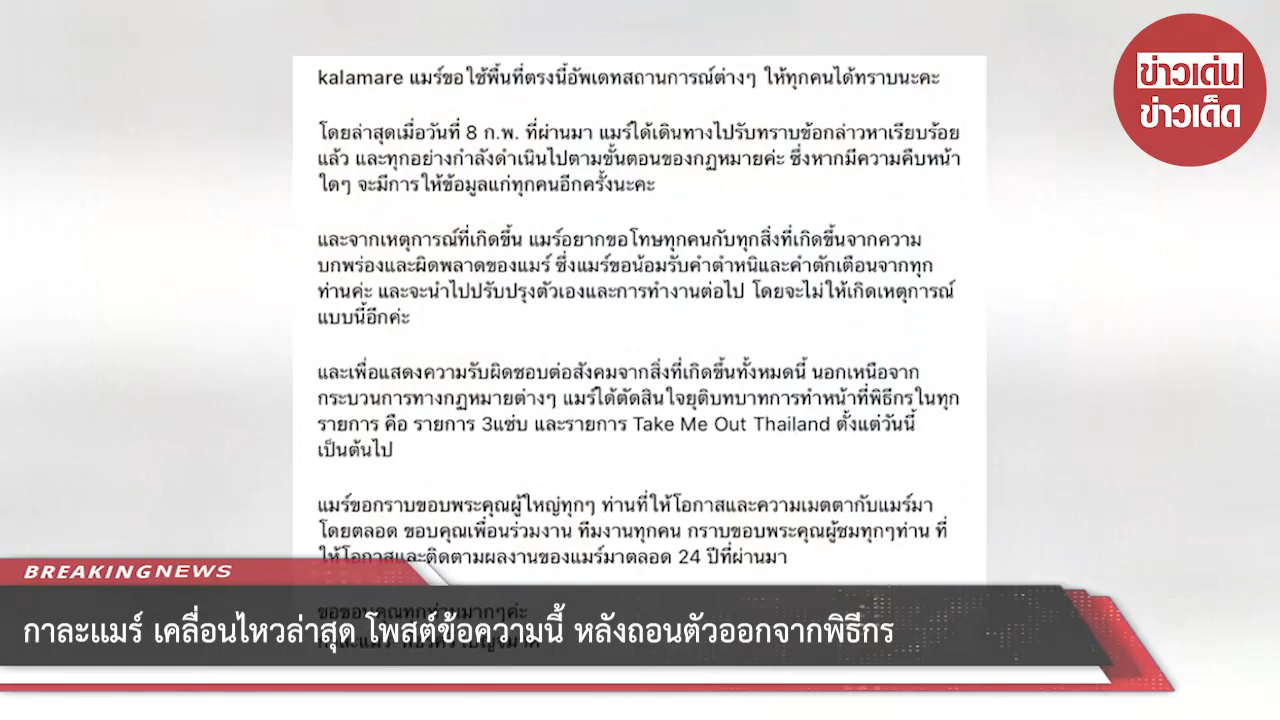 ข่าวเด่น
ข่าวเด็ด
kalamare แมร์ขอใช้พื้นที่ตรงนี้อัพเดทสถานการณ์ต่างๆ ให้ทุกคนได้ทราบนะคะ
โดยล่าสุดเมื่อวันที่ 8 ก.พ. ที่ผ่านมา แมร์ได้เดินทางไปรับทราบข้อกล่าวหาเรียบร้อย
แล้ว และทุกอย่างกำลังดำเนินไปตามขั้นตอนของกฏหมายค่ะ ซึ่งหากมีความคืบหน้า
ใดๆ จะมีการให้ข้อมูลแก่ทุกคนอีกครั้งนะคะ
และจากเหตุการณ์ที่เกิดขึ้น แมร์อยากขอโทษทุกคนกับทุกสิ่งที่เกิดขึ้นจากความ
บกพร่องและผิดพลาดของแมร์ ซึ่งแมร์ขอน้อมรับคำตำหนิและคำตักเตือนจากทุก
ท่านค่ะ และจะนำไปปรับปรุงตัวเองและการทำงานต่อไป โดยจะไม่ให้เกิดเหตุการณ์
แบบนี้อีกค่ะ
และเพื่อแสดงความรับผิดชอบต่อสังคมจากสิ่งที่เกิดขึ้นทั้งหมดนี้ นอกเหนือจาก
กระบวนการทางกฏหมายต่างๆ แมร์ได้ตัดสินใจยุติบทบาทการทำหน้าที่พิธีกรในทุก
รายการ คือ รายการ 3แซ่บ และรายการ Take Me Out Thailand ตั้งแต่วันนี้
เป็นต้นไป
แมร์ขอกราบขอบพระคุณผู้ใหญ่ทุกๆ ท่านที่ให้โอกาสและความเมตตากับแมร์มา
โดยตลอด ขอบคุณเพื่อนร่วมงาน ทีมงานทุกคน กราบขอบพระคุณผู้ชมทุกๆท่าน ที่
ให้โอกาสและติดตามผลงานของแมร์มาตลอด 24 ปีที่ผ่านมา
BREAKINGNEWS
ขอขอบคุณทุกท่านมากๆค่ะ
กาละแมร์ เคลื่อนไหวล่าสุด โพสต์ข้อความนี้ หลังถอนตัวออกจากพิธีกร